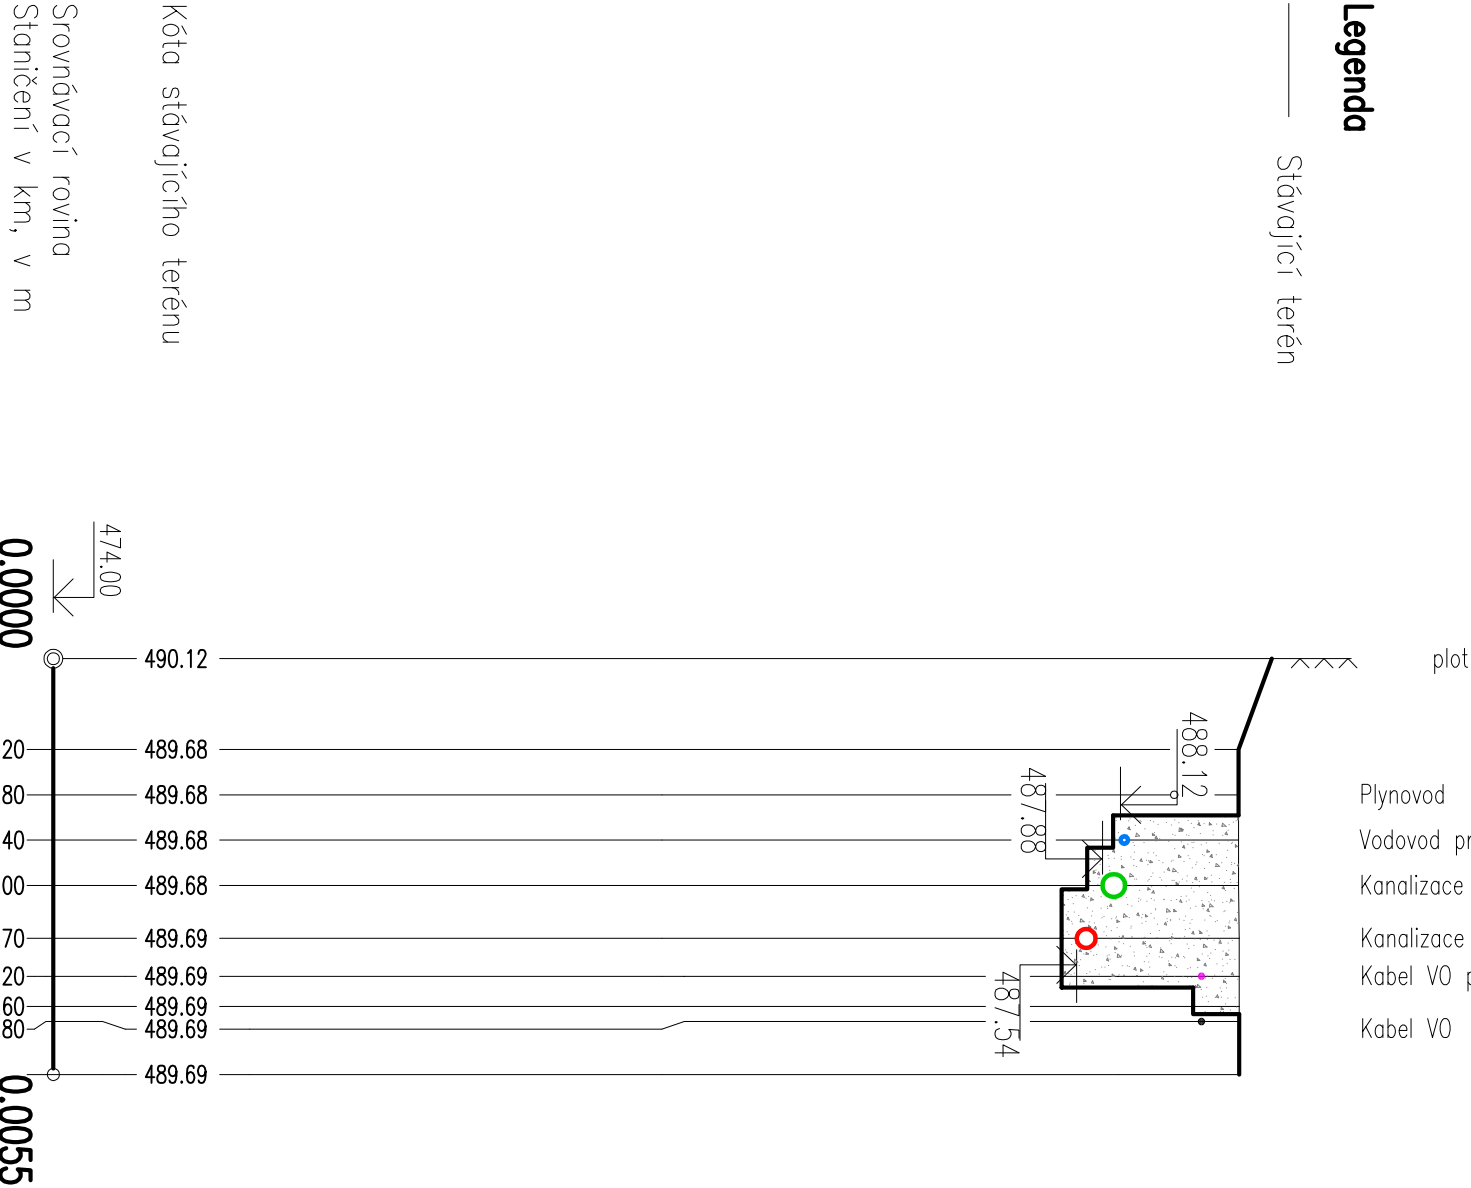 Legenda
Stávající terén
Kóta stávajícího terénu
Srovnávací rovina
Staničení v km, v m
474.00
0.0000
490.12
plot
20
489.68
488.12
80
489.68
487.88
Plynovod
40
489.68
Vodovod pr
00
489.68
Kanalizace
70
489.69
Kanalizace
20
489.69
487.54
Kabel VO p
60
489.69
80
489.69
Kabel VO
489.69
0.0055